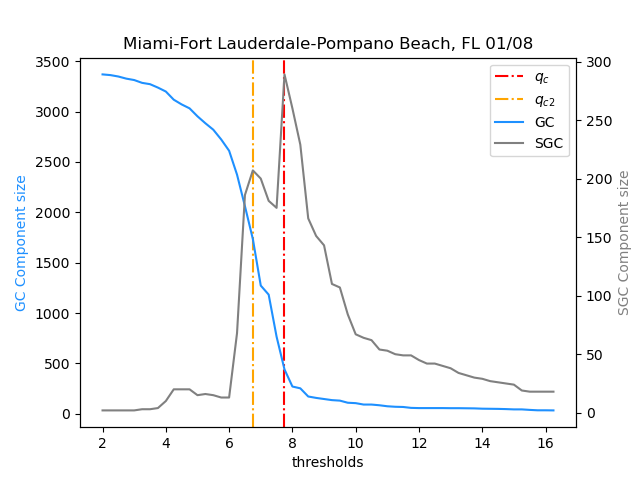 Miami-Fort Lauderdale-Pompano Beach, FL 01/08
3500
3000
2500
2000
1500
1000
500
0
GC Component size
300
250
200
150
100
50
0
SGC Component size
q_c
q_{c2}
GC
SGC
2 4 6 8 10 12 14 16
thresholds